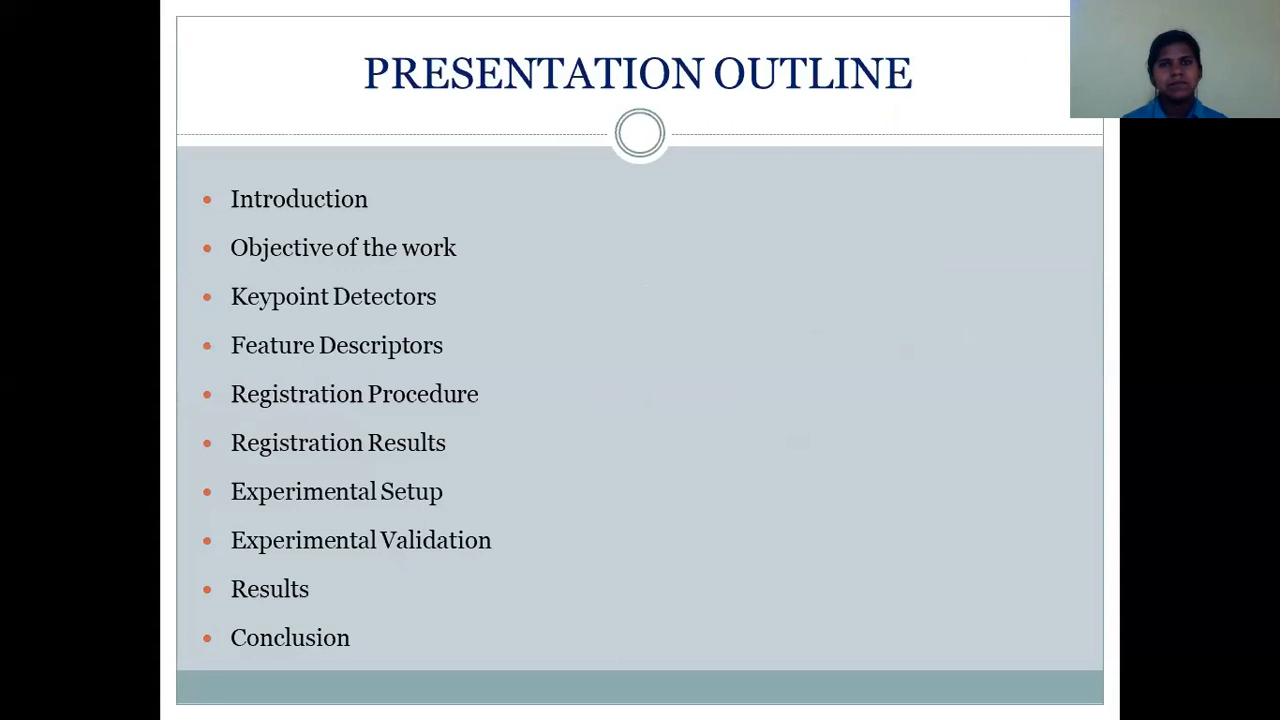 PRESENTATION OUTLINE
Introduction
Objective of the work
Keypoint Detectors
Feature Descriptors
Registration Procedure
Registration Results
Experimental Setup
Experimental Validation
Results
Conclusion